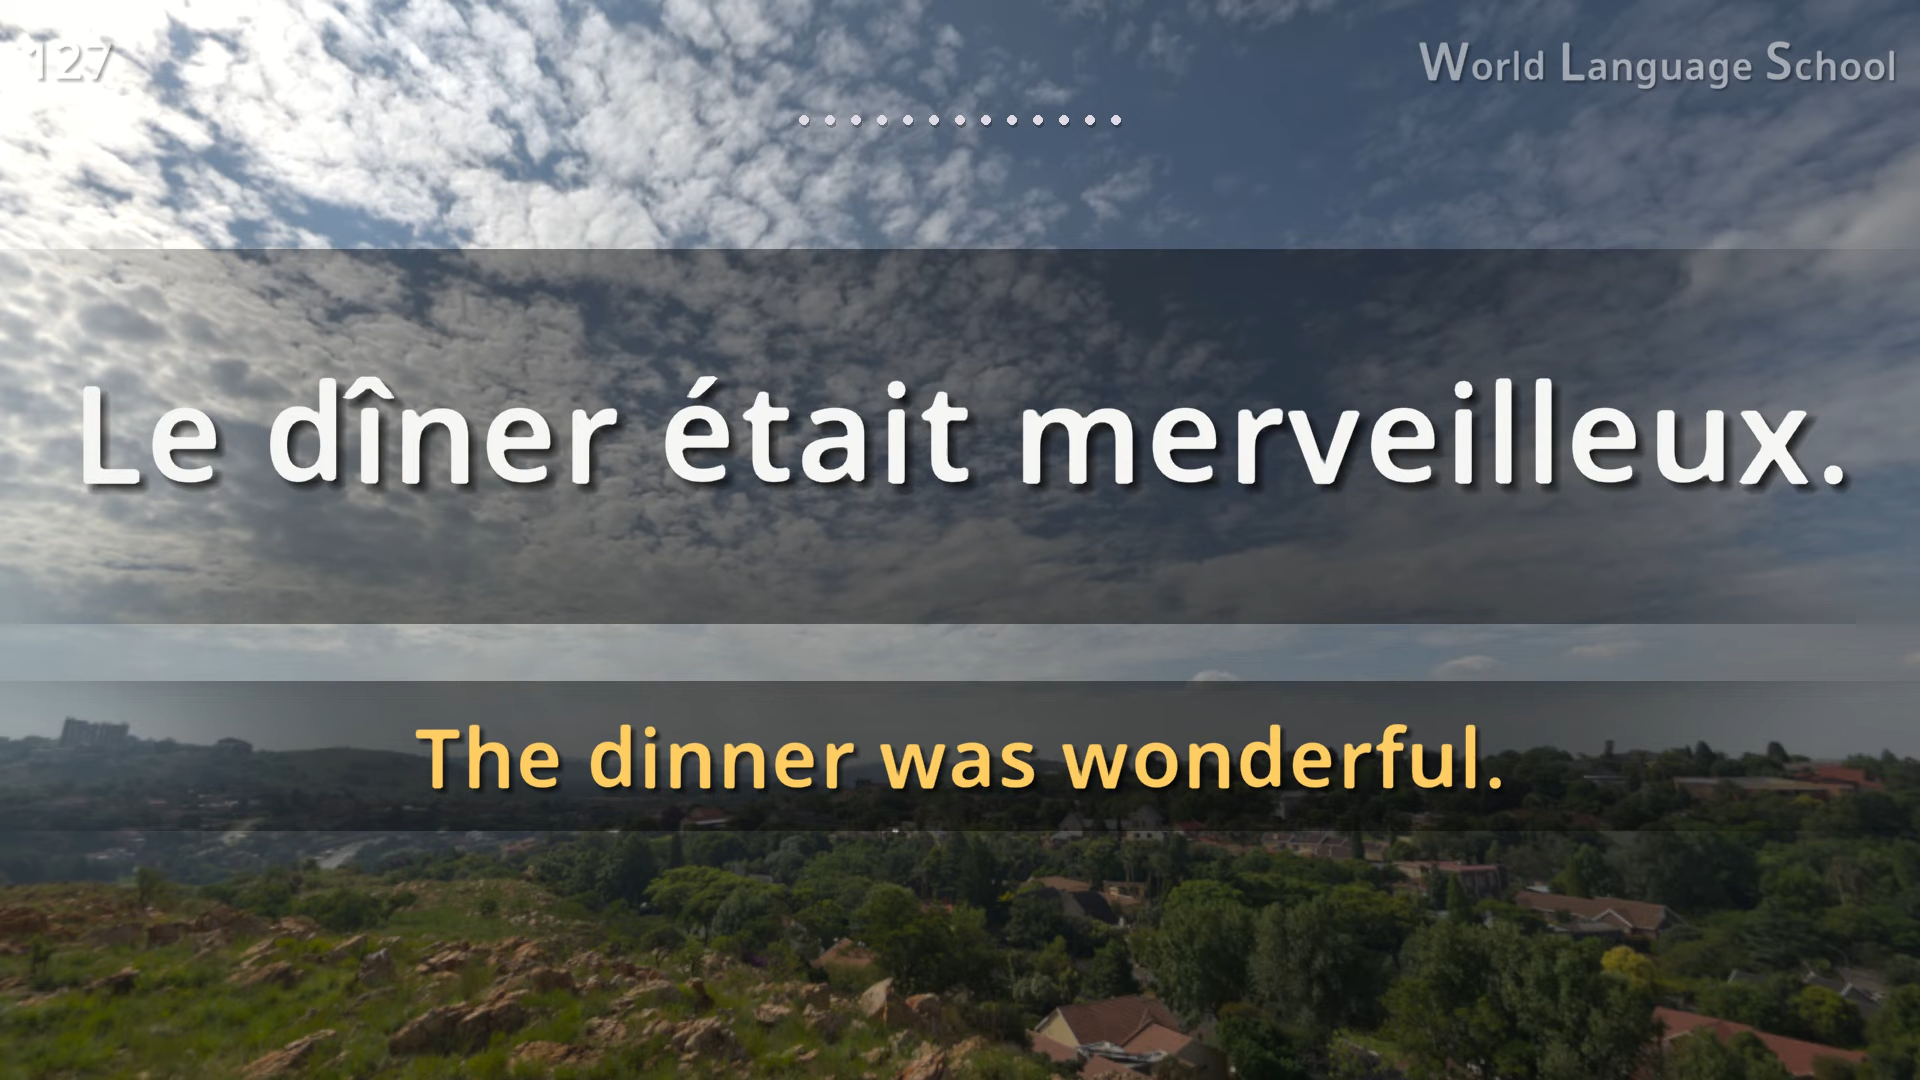 127
World Language School
Le dîner était merveilleux.
The dinner was wonderful.